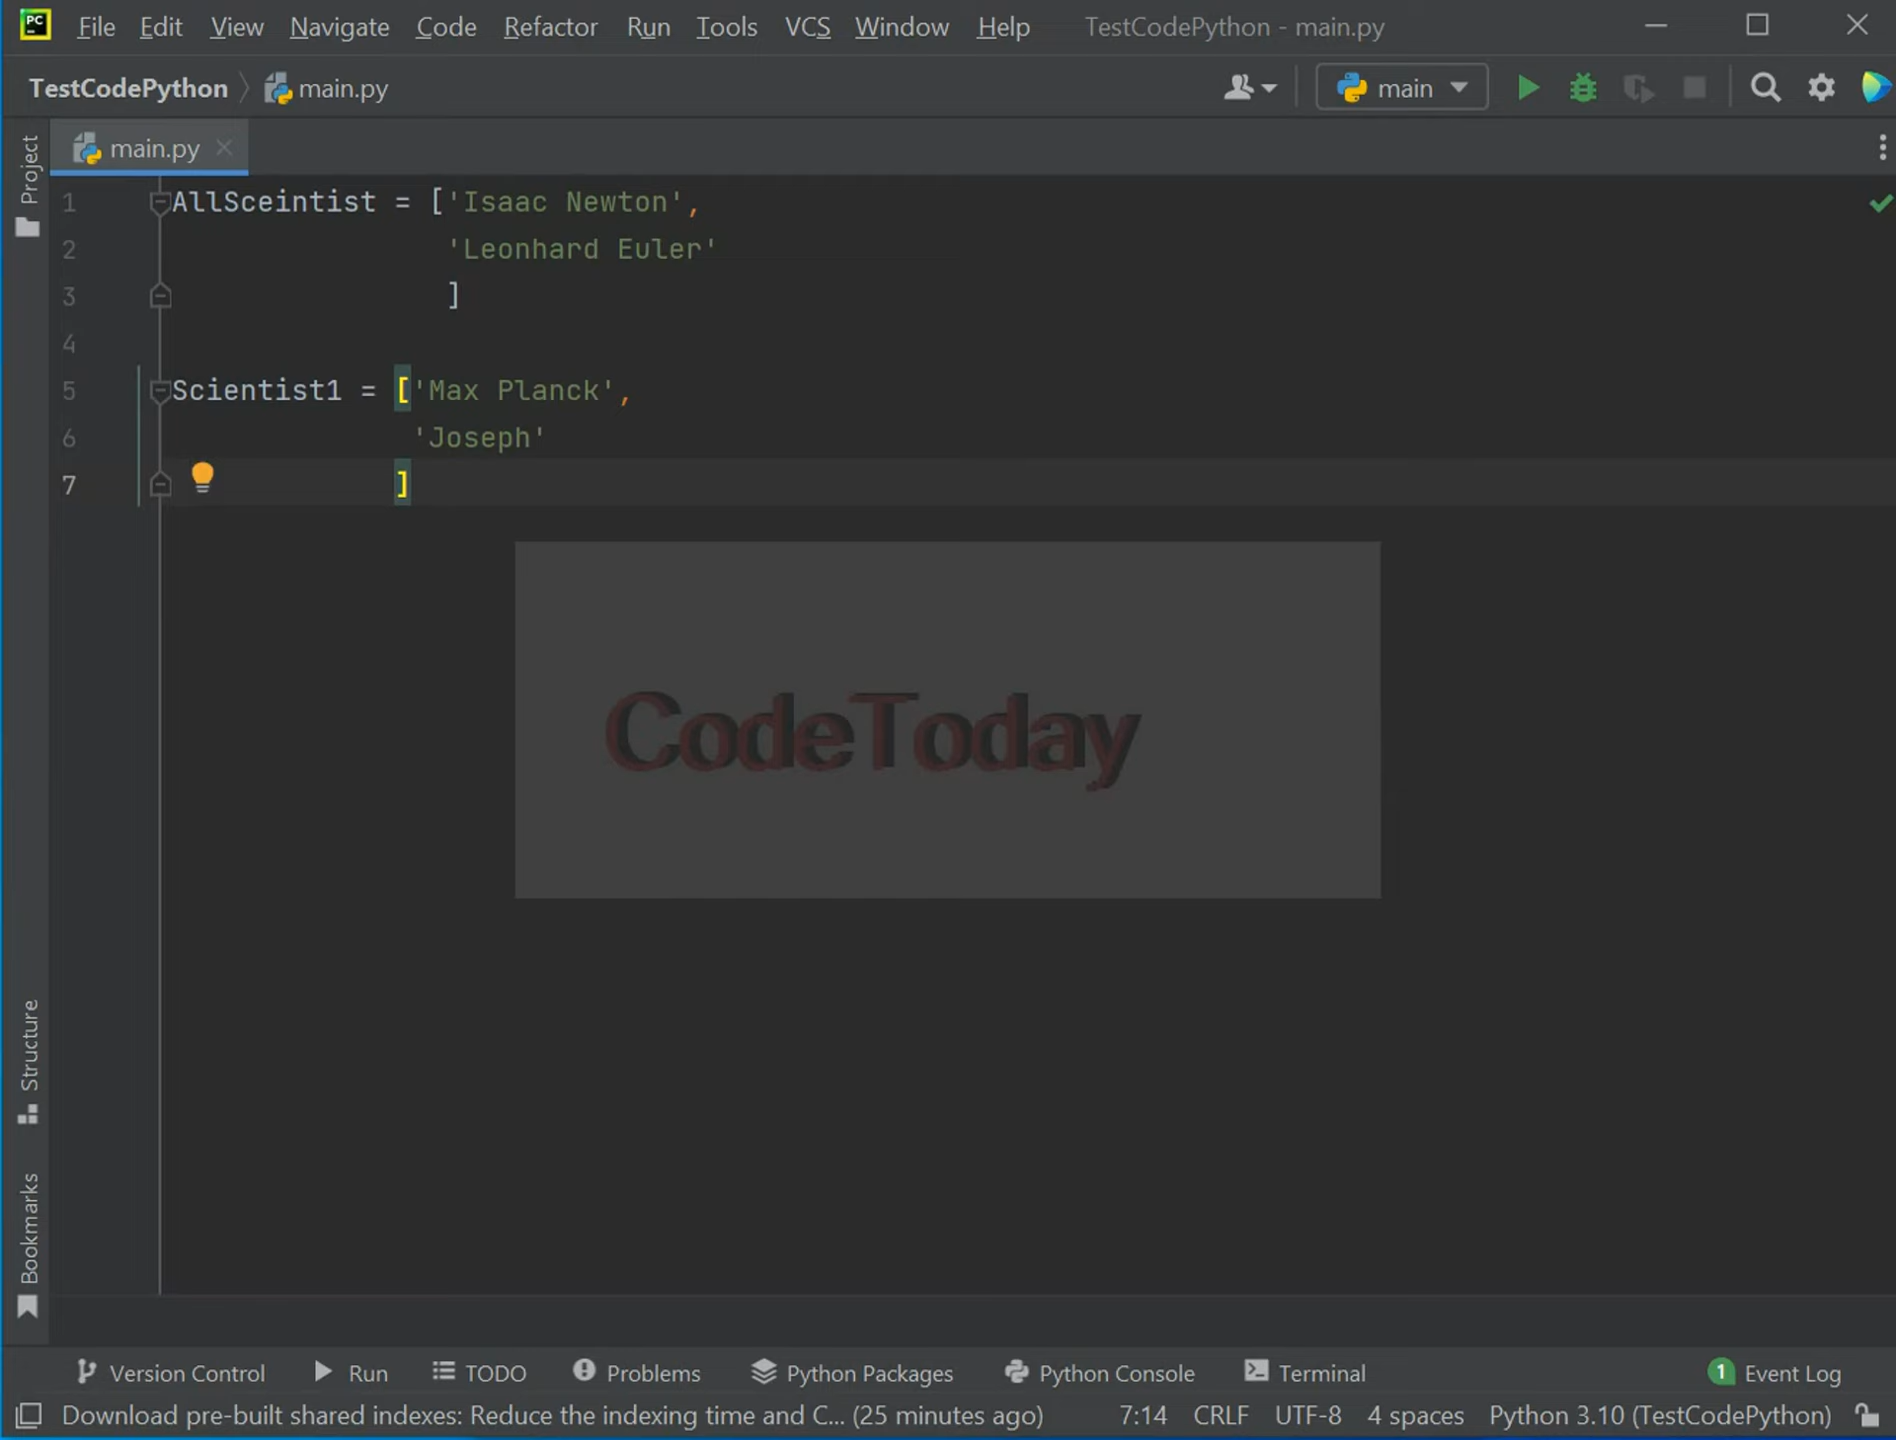 PC File Edit View Navigate Code Refactor Run Tools VCS Window Help TestCodePython - main.py
TestCodePython main.py main
Project
main.py
1 AllSceintist = ['Isaac Newton',
2 'Leonhard Euler'
3 ]
4
5 Scientist1 = ['Max Planck',
6 'Joseph'
7 ]
CodeToday
Structure
Bookmarks
Version Control Run TODO Problems Python Packages Python Console Terminal 1 Event Log
Download pre-built shared indexes: Reduce the indexing time and C... (25 minutes ago) 7:14 CRLF UTF-8 4 spaces Python 3.10 (TestCodePython)